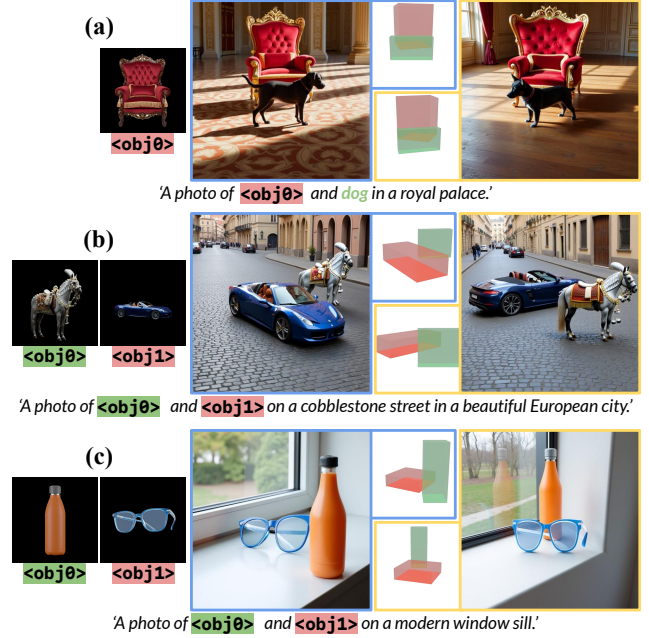 (a)
<obj0>
'A photo of <obj0> and dog in a royal palace.'
(b)
<obj0> <obj1>
'A photo of <obj0> and <obj1> on a cobblestone street in a beautiful European city.'
(c)
<obj0> <obj1>
'A photo of <obj0> and <obj1> on a modern window sill.'